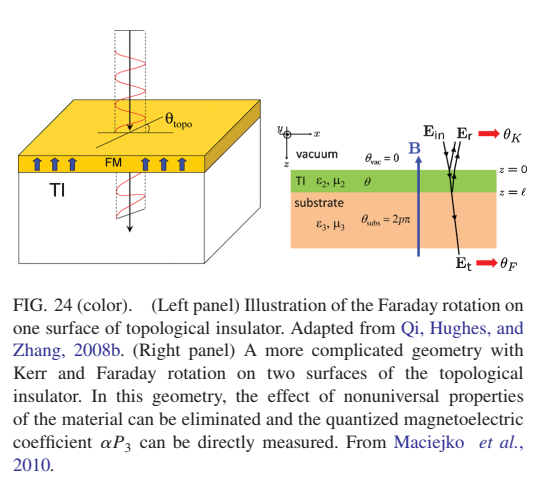 θtopo
FM
TI
y
x
z
vacuum
θvac = 0
B
Ein Er θK
z = 0
TI ε2, μ2 θ
z = ℓ
substrate
ε3, μ3 θsubs = 2pπ
Et θF
FIG. 24 (color). (Left panel) Illustration of the Faraday rotation on
one surface of topological insulator. Adapted from Qi, Hughes, and
Zhang, 2008b. (Right panel) A more complicated geometry with
Kerr and Faraday rotation on two surfaces of the topological
insulator. In this geometry, the effect of nonuniversal properties
of the material can be eliminated and the quantized magnetoelectric
coefficient αP3 can be directly measured. From Maciejko et al.,
2010.